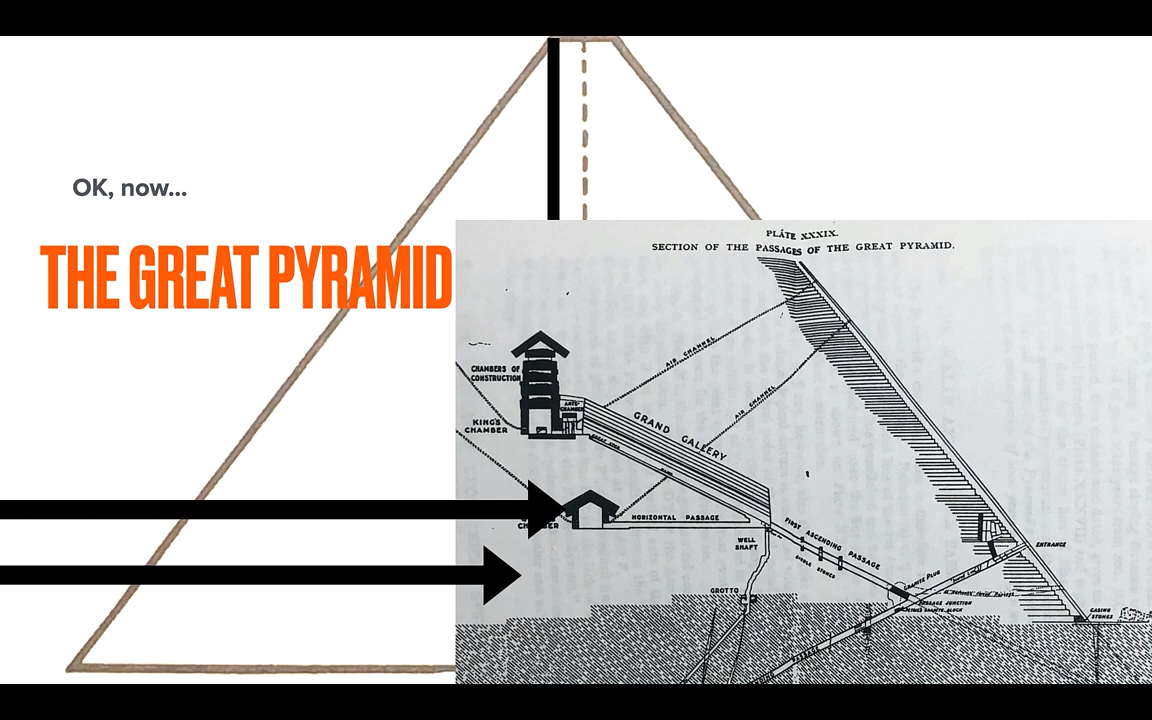 OK, now...
THE GREAT PYRAMID
PLATE XXXIX.
SECTION OF THE PASSAGES OF THE GREAT PYRAMID.
AIR CHANNEL
CHAMBERS OF
CONSTRUCTION
ANTE-
CHAMBER
AIR CHANNEL
KING'S
CHAMBER
GRAND GALLERY
HORIZONTAL PASSAGE
FIRST ASCENDING PASSAGE
WELL
SHAFT
GIRDLE STONES
ENTRANCE
GRANITE PLUG
PASSAGE JUNCTION
GROTTO
CASING
STONES
PASSAGE